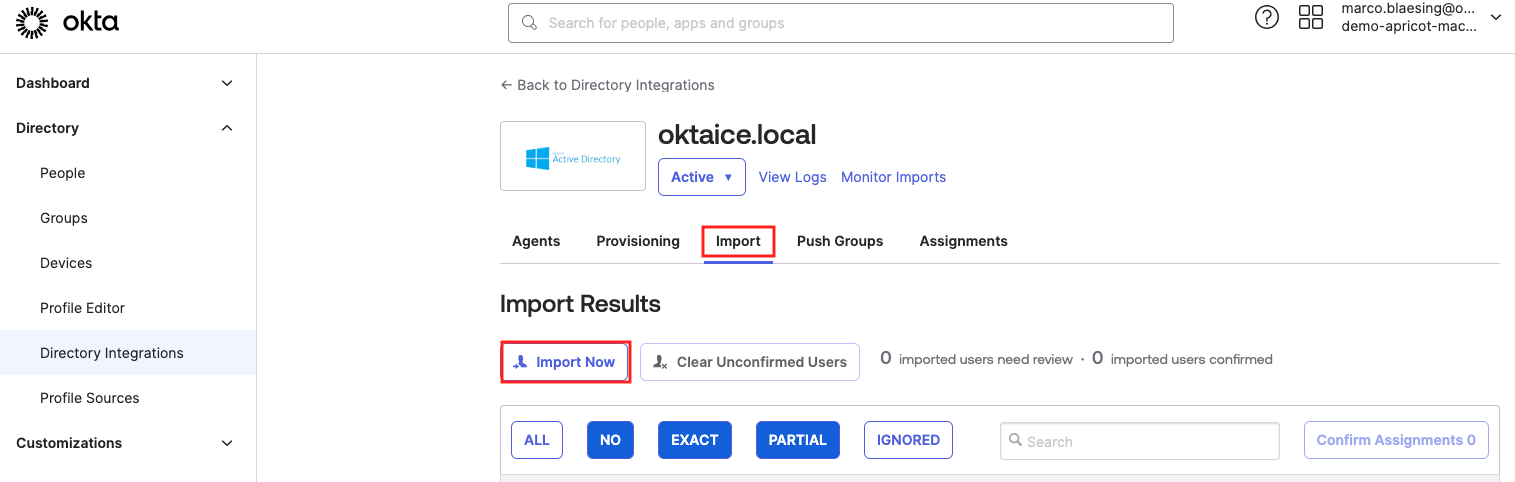 okta
Search for people, apps and groups
marco.blaesing@o...
demo-apricot-mac...
Dashboard
Directory
People
Groups
Devices
Profile Editor
Directory Integrations
Profile Sources
Customizations
← Back to Directory Integrations
Active Directory
oktaice.local
Active ▼ View Logs Monitor Imports
Agents Provisioning Import Push Groups Assignments
Import Results
Import Now Clear Unconfirmed Users 0 imported users need review · 0 imported users confirmed
ALL NO EXACT PARTIAL IGNORED Search Confirm Assignments 0